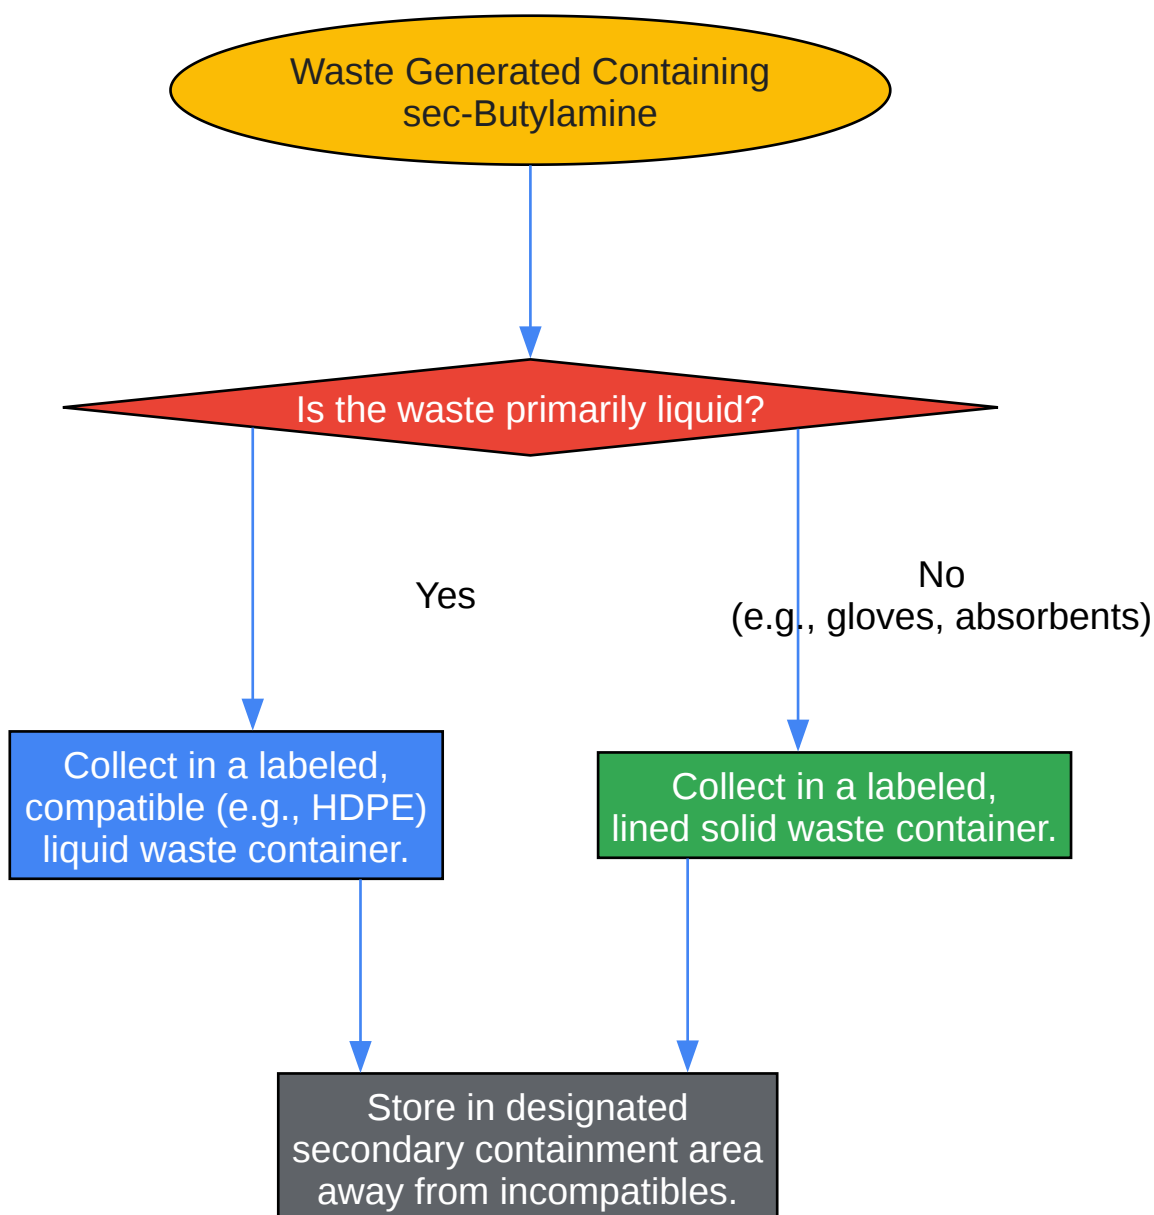 Waste Generated Containing
sec-Butylamine
Is the waste primarily liquid?
Yes
No
(e.g., gloves, absorbents)
Collect in a labeled,
compatible (e.g., HDPE)
liquid waste container.
Collect in a labeled,
lined solid waste container.
Store in designated
secondary containment area
away from incompatibles.